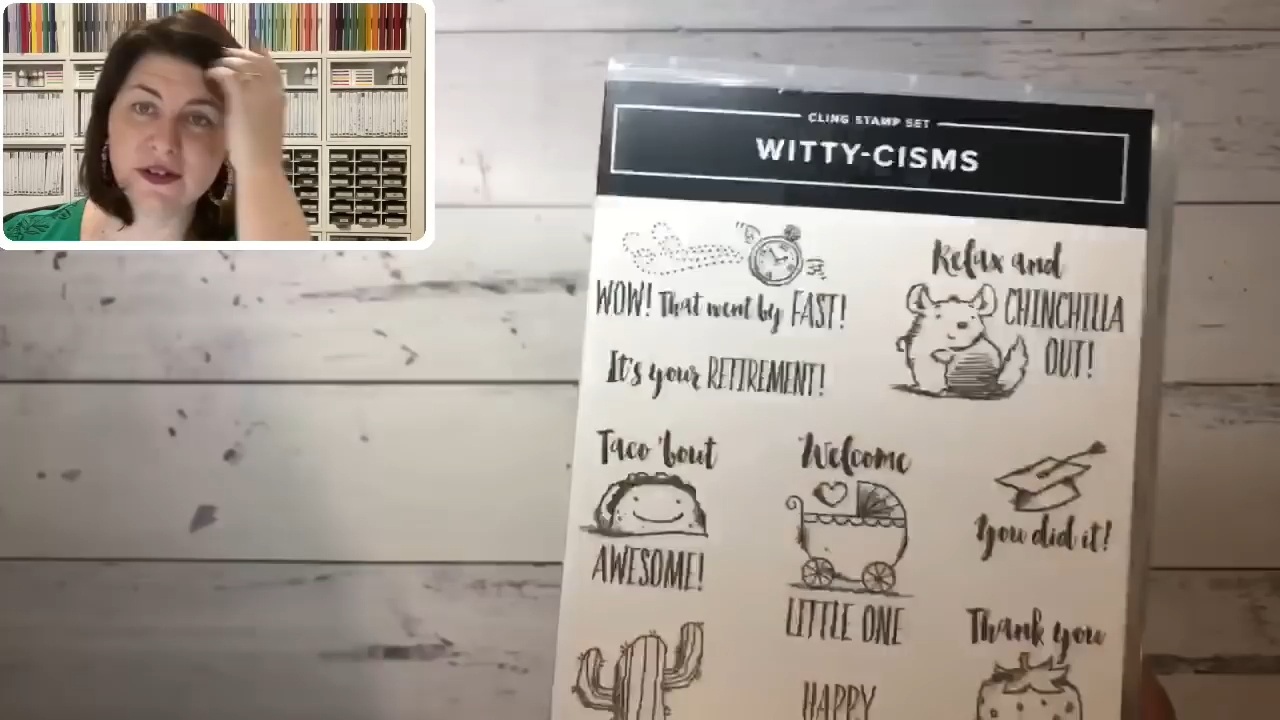 CLING STAMP SET
WITTY-CISMS
WOW! That went by FAST!
It's your RETIREMENT!
Relax and
CHINCHILLA
OUT!
Taco 'bout
AWESOME!
Welcome
LITTLE ONE
You did it!
Thank you
HAPPY